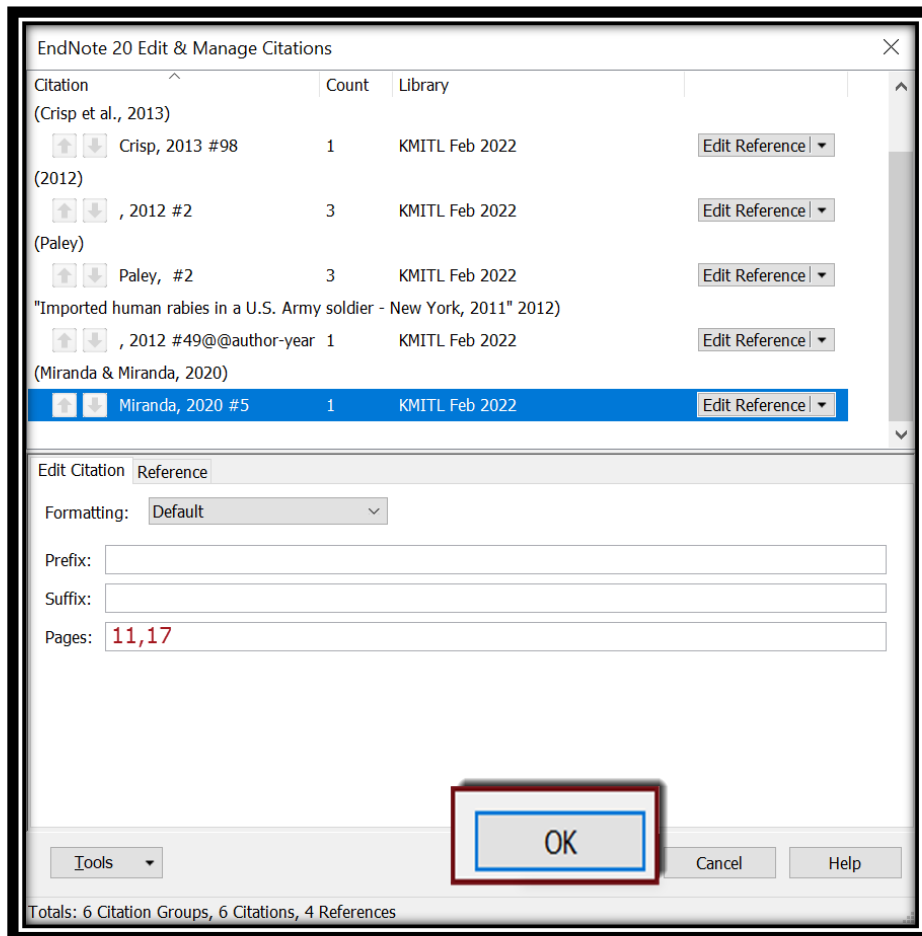 EndNote 20 Edit & Manage Citations
Citation Count Library
(Crisp et al., 2013)
Crisp, 2013 #98 1 KMITL Feb 2022 Edit Reference
(2012)
, 2012 #2 3 KMITL Feb 2022 Edit Reference
(Paley)
Paley, #2 3 KMITL Feb 2022 Edit Reference
"Imported human rabies in a U.S. Army soldier - New York, 2011" 2012)
, 2012 #49@@author-year 1 KMITL Feb 2022 Edit Reference
(Miranda & Miranda, 2020)
Miranda, 2020 #5 1 KMITL Feb 2022 Edit Reference
Edit Citation Reference
Formatting: Default
Prefix:
Suffix:
Pages: 11,17
Tools OK Cancel Help
Totals: 6 Citation Groups, 6 Citations, 4 References